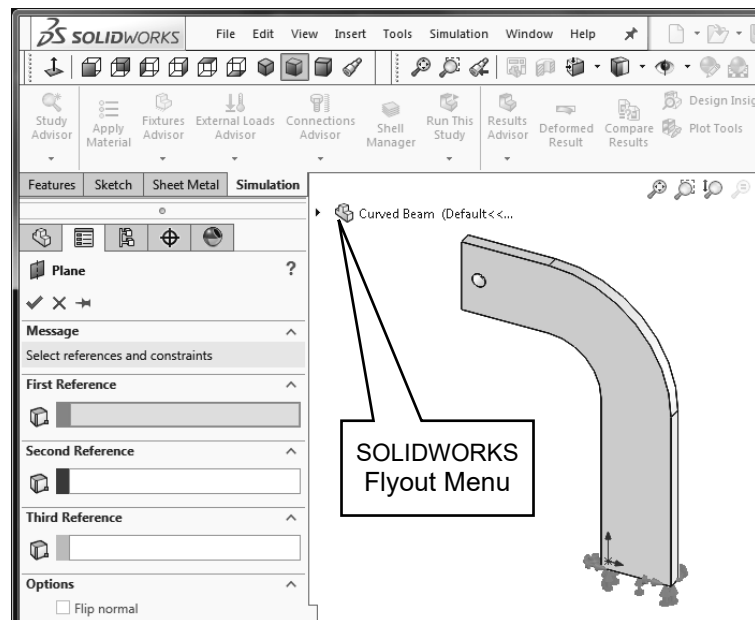 SOLIDWORKS File Edit View Insert Tools Simulation Window Help
Study Advisor
Apply Material
Fixtures Advisor
External Loads Advisor
Connections Advisor
Shell Manager
Run This Study
Results Advisor
Deformed Result
Compare Results
Design Insig
Plot Tools
Features Sketch Sheet Metal Simulation
Curved Beam (Default<<...
Plane ?
Message
Select references and constraints
First Reference
Second Reference
Third Reference
Options
Flip normal
SOLIDWORKS
Flyout Menu